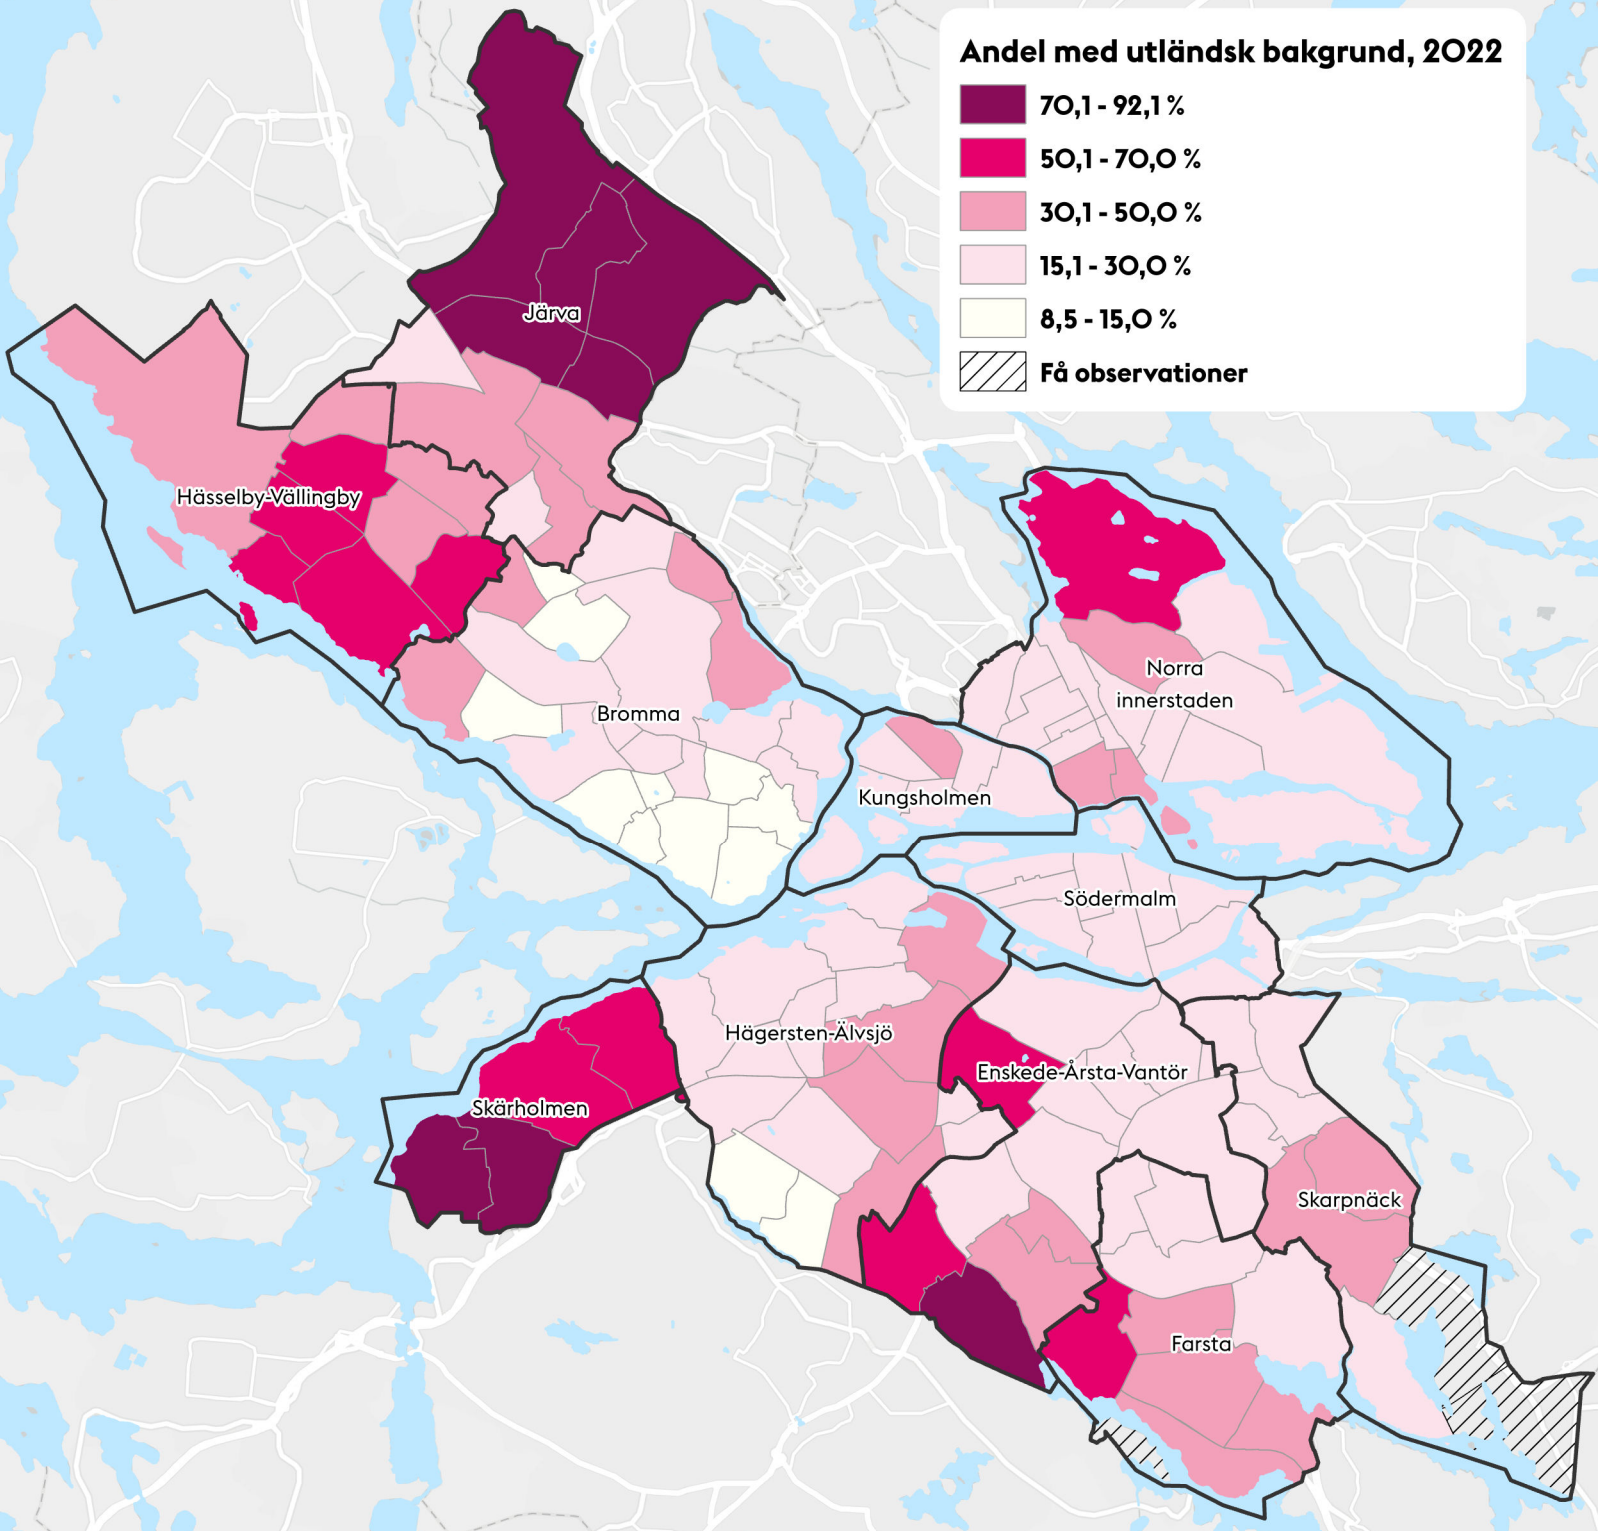 Andel med utländsk bakgrund, 2022
70,1 - 92,1 %
50,1 - 70,0 %
30,1 - 50,0 %
15,1 - 30,0 %
8,5 - 15,0 %
Få observationer
Järva
Hässelby-Vällingby
Norra
innerstaden
Bromma
Kungsholmen
Södermalm
Hägersten-Älvsjö
Enskede-Årsta-Vantör
Skärholmen
Skarpnäck
Farsta